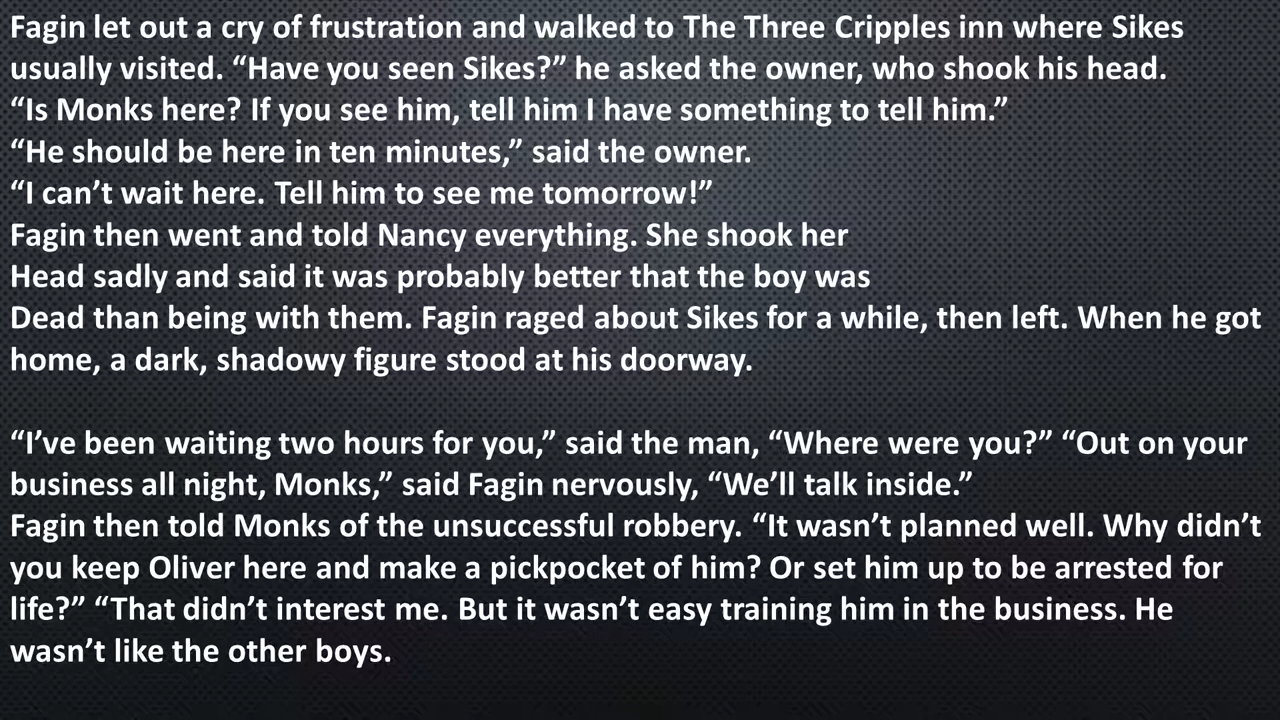 Fagin let out a cry of frustration and walked to The Three Cripples inn where Sikes
usually visited. “Have you seen Sikes?” he asked the owner, who shook his head.
“Is Monks here? If you see him, tell him I have something to tell him.”
“He should be here in ten minutes,” said the owner.
“I can’t wait here. Tell him to see me tomorrow!”
Fagin then went and told Nancy everything. She shook her
Head sadly and said it was probably better that the boy was
Dead than being with them. Fagin raged about Sikes for a while, then left. When he got
home, a dark, shadowy figure stood at his doorway.
“I’ve been waiting two hours for you,” said the man, “Where were you?” “Out on your
business all night, Monks,” said Fagin nervously, “We’ll talk inside.”
Fagin then told Monks of the unsuccessful robbery. “It wasn’t planned well. Why didn’t
you keep Oliver here and make a pickpocket of him? Or set him up to be arrested for
life?” “That didn’t interest me. But it wasn’t easy training him in the business. He
wasn’t like the other boys.